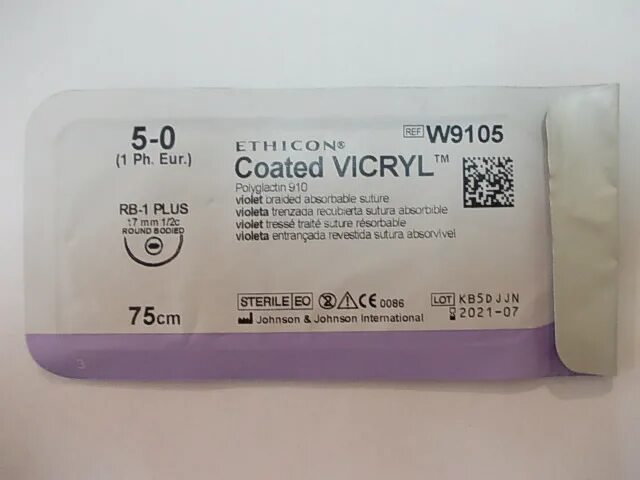 5-0
(1 Ph. Eur.)
RB-1 PLUS
17 mm 1/2c
ROUND BODIED
75cm
3
ETHICON®
Coated VICRYL™
Polyglactin 910
violet braided absorbable suture
violeta trenzada recubierta sutura absorbible
violet tressé traité suture résorbable
violeta entrançada revestida sutura absorvível
STERILE EO 2 CE 0086
Johnson & Johnson International
REF W9105
LOT KB5DJJN
2021-07